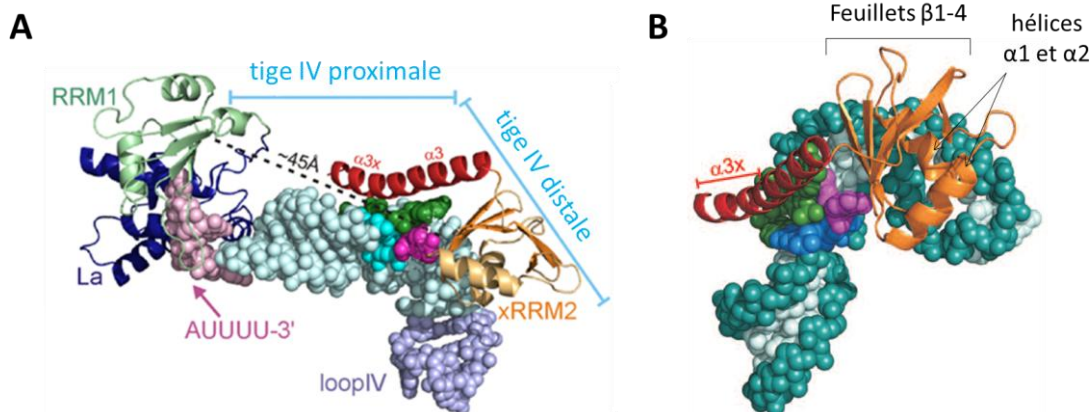 A
tige IV proximale
RRM1
tige IV distale
~45Å
α3x
α3
La
xRRM2
AUUUU-3'
loopIV
B
Feuillets β1-4
hélices
α1 et α2
α3x